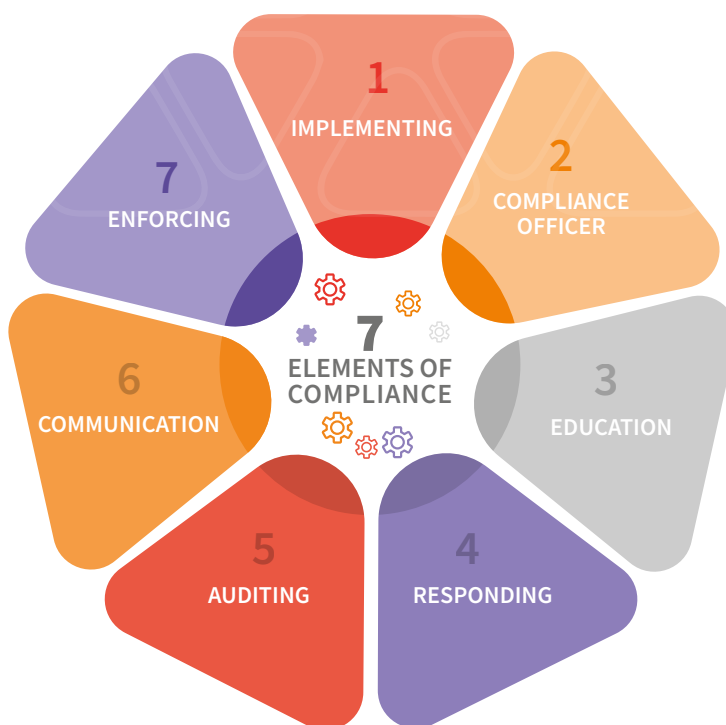 1
IMPLEMENTING
2
COMPLIANCE
OFFICER
3
EDUCATION
4
RESPONDING
5
AUDITING
6
COMMUNICATION
7
ENFORCING
7
ELEMENTS OF
COMPLIANCE